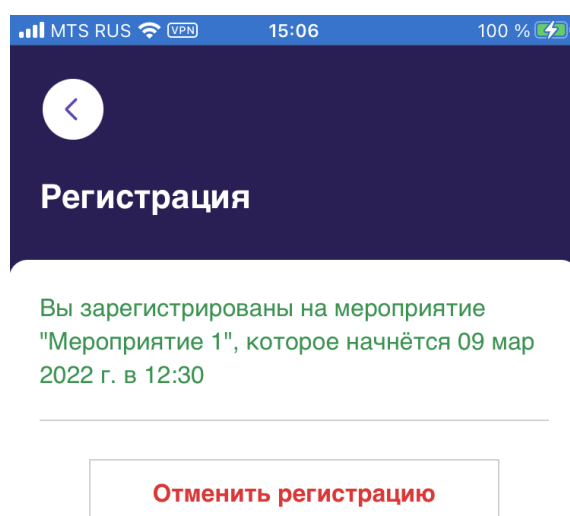 MTS RUS VPN 15:06 100 %
Регистрация
Вы зарегистрированы на мероприятие
"Мероприятие 1", которое начнётся 09 мар
2022 г. в 12:30
Отменить регистрацию